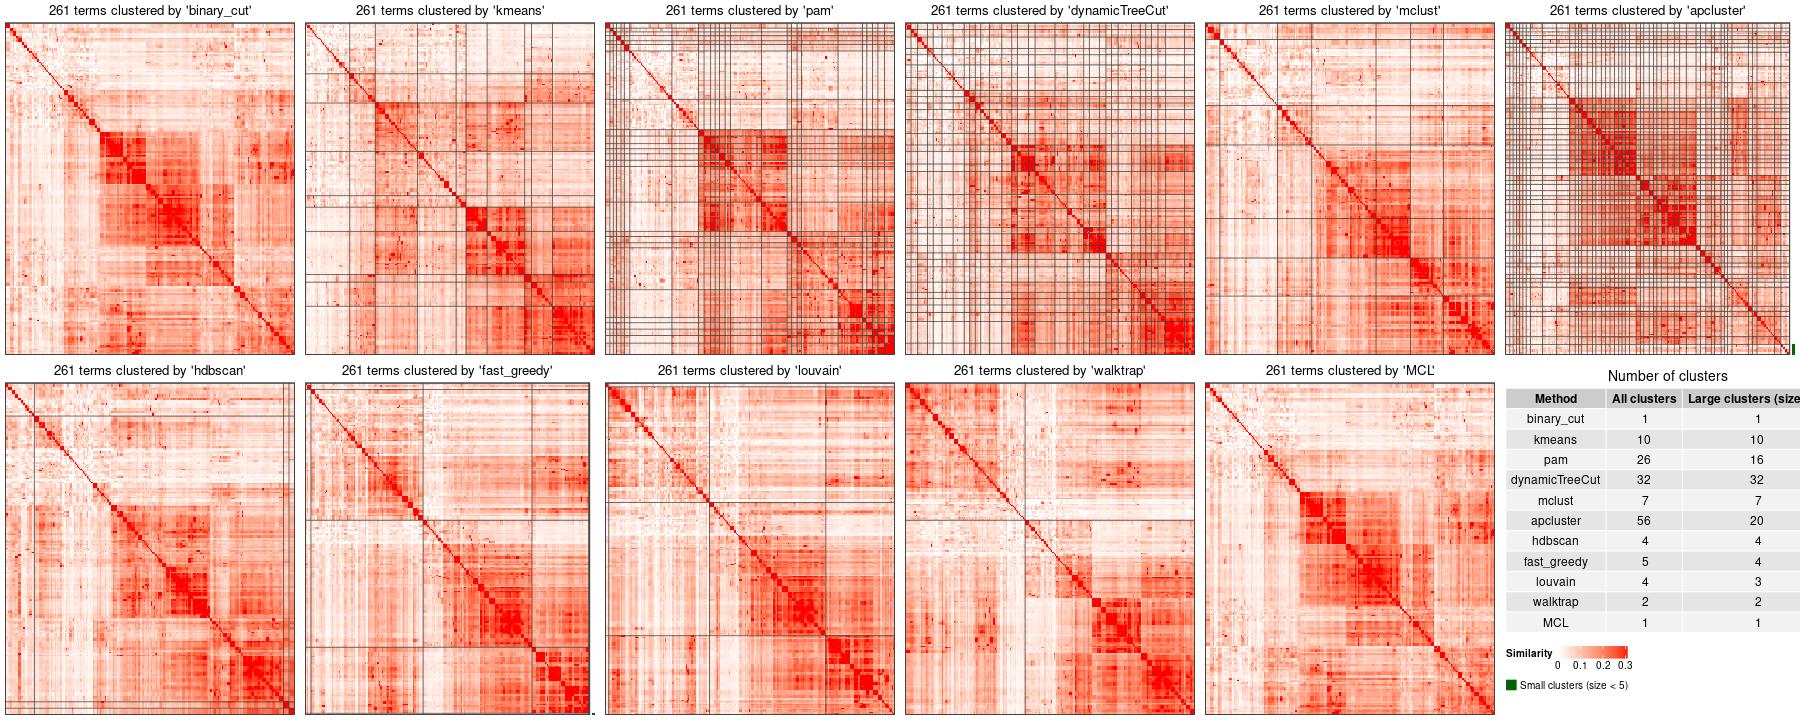 261 terms clustered by 'binary_cut'
261 terms clustered by 'kmeans'
261 terms clustered by 'pam'
261 terms clustered by 'dynamicTreeCut'
261 terms clustered by 'mclust'
261 terms clustered by 'apcluster'
261 terms clustered by 'hdbscan'
261 terms clustered by 'fast_greedy'
261 terms clustered by 'louvain'
261 terms clustered by 'walktrap'
261 terms clustered by 'MCL'
Number of clusters
Method All clusters Large clusters (size
binary_cut 1 1
kmeans 10 10
pam 26 16
dynamicTreeCut 32 32
mclust 7 7
apcluster 56 20
hdbscan 4 4
fast_greedy 5 4
louvain 4 3
walktrap 2 2
MCL 1 1
Similarity
0 0.1 0.2 0.3
Small clusters (size < 5)